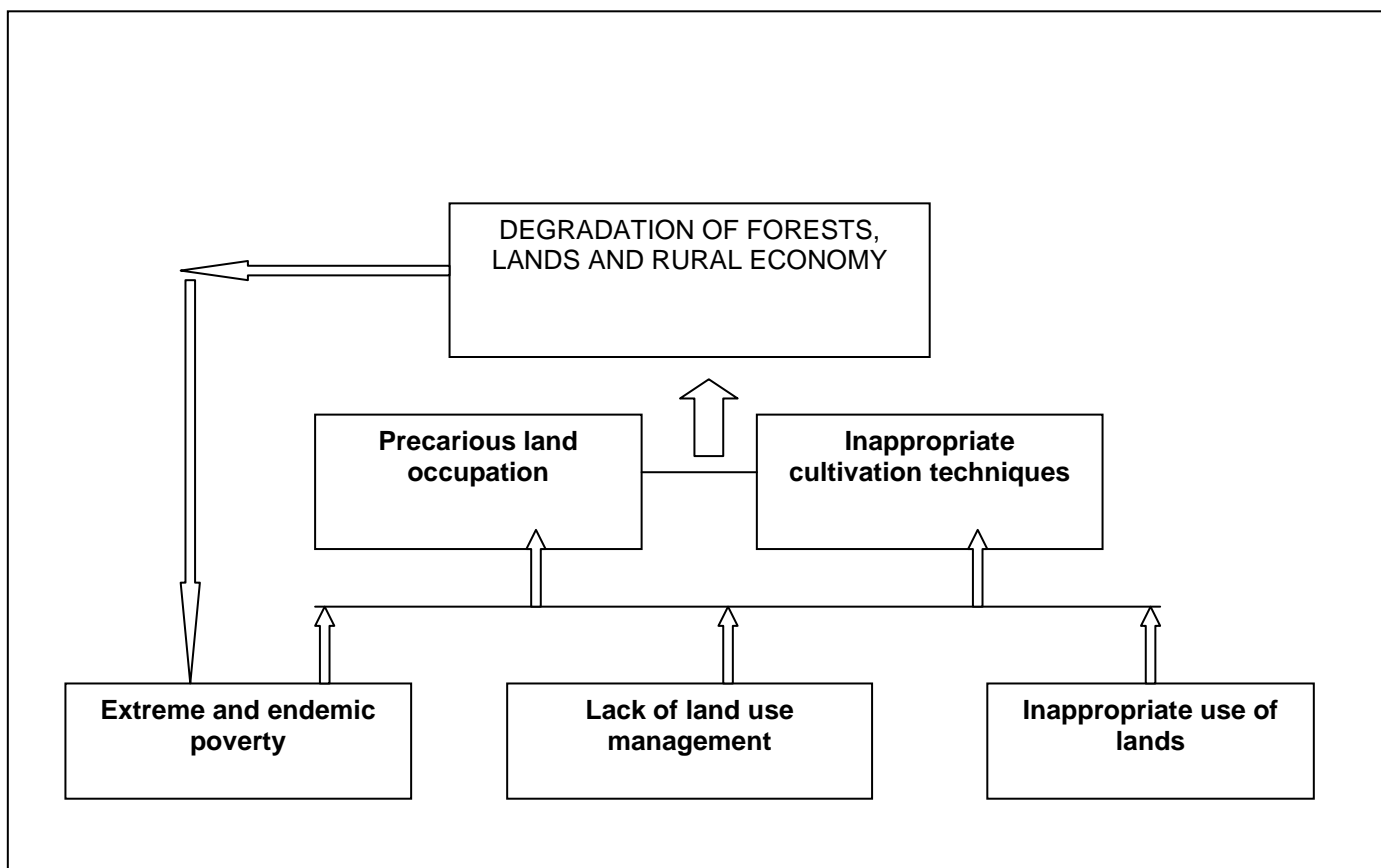 DEGRADATION OF FORESTS,
LANDS AND RURAL ECONOMY
Precarious land
occupation
Inappropriate
cultivation techniques
Extreme and endemic
poverty
Lack of land use
management
Inappropriate use of
lands